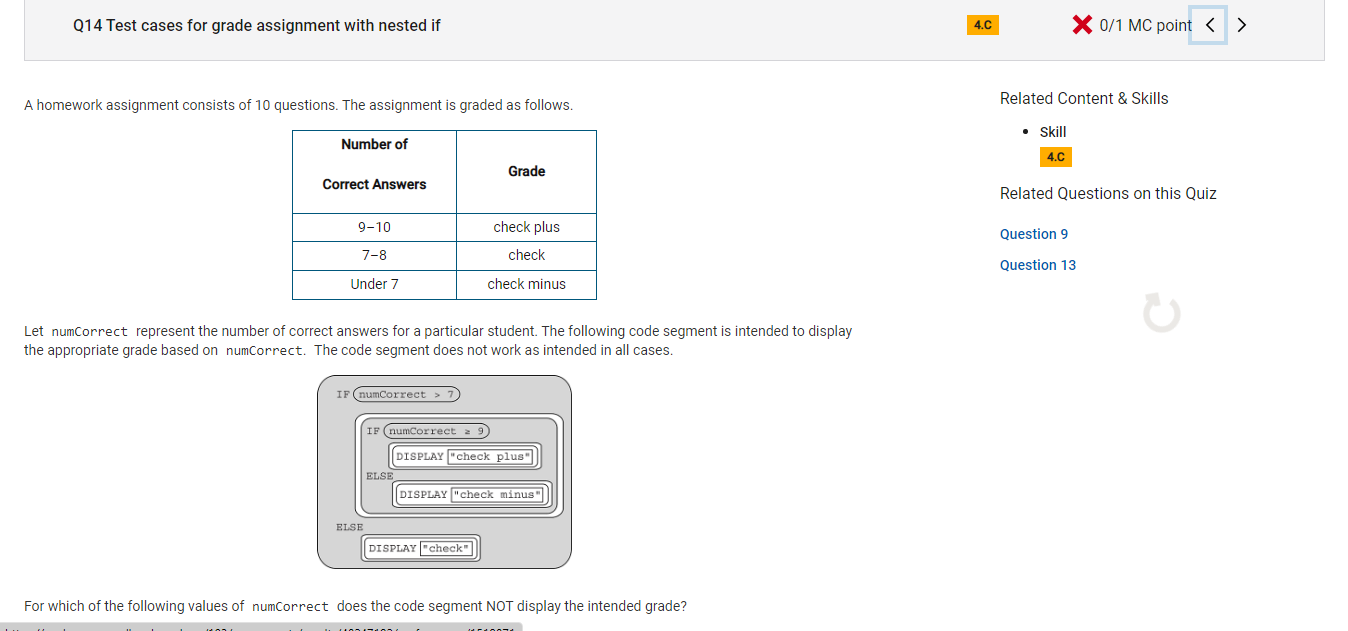 Q14 Test cases for grade assignment with nested if
4.C
0/1 MC point
A homework assignment consists of 10 questions. The assignment is graded as follows.
Number of
Correct Answers
Grade
9–10
check plus
7–8
check
Under 7
check minus
Let numCorrect represent the number of correct answers for a particular student. The following code segment is intended to display
the appropriate grade based on numCorrect. The code segment does not work as intended in all cases.
IF numCorrect > 7
IF numCorrect ≥ 9
DISPLAY "check plus"
ELSE
DISPLAY "check minus"
ELSE
DISPLAY "check"
For which of the following values of numCorrect does the code segment NOT display the intended grade?
Related Content & Skills
• Skill
4.C
Related Questions on this Quiz
Question 9
Question 13